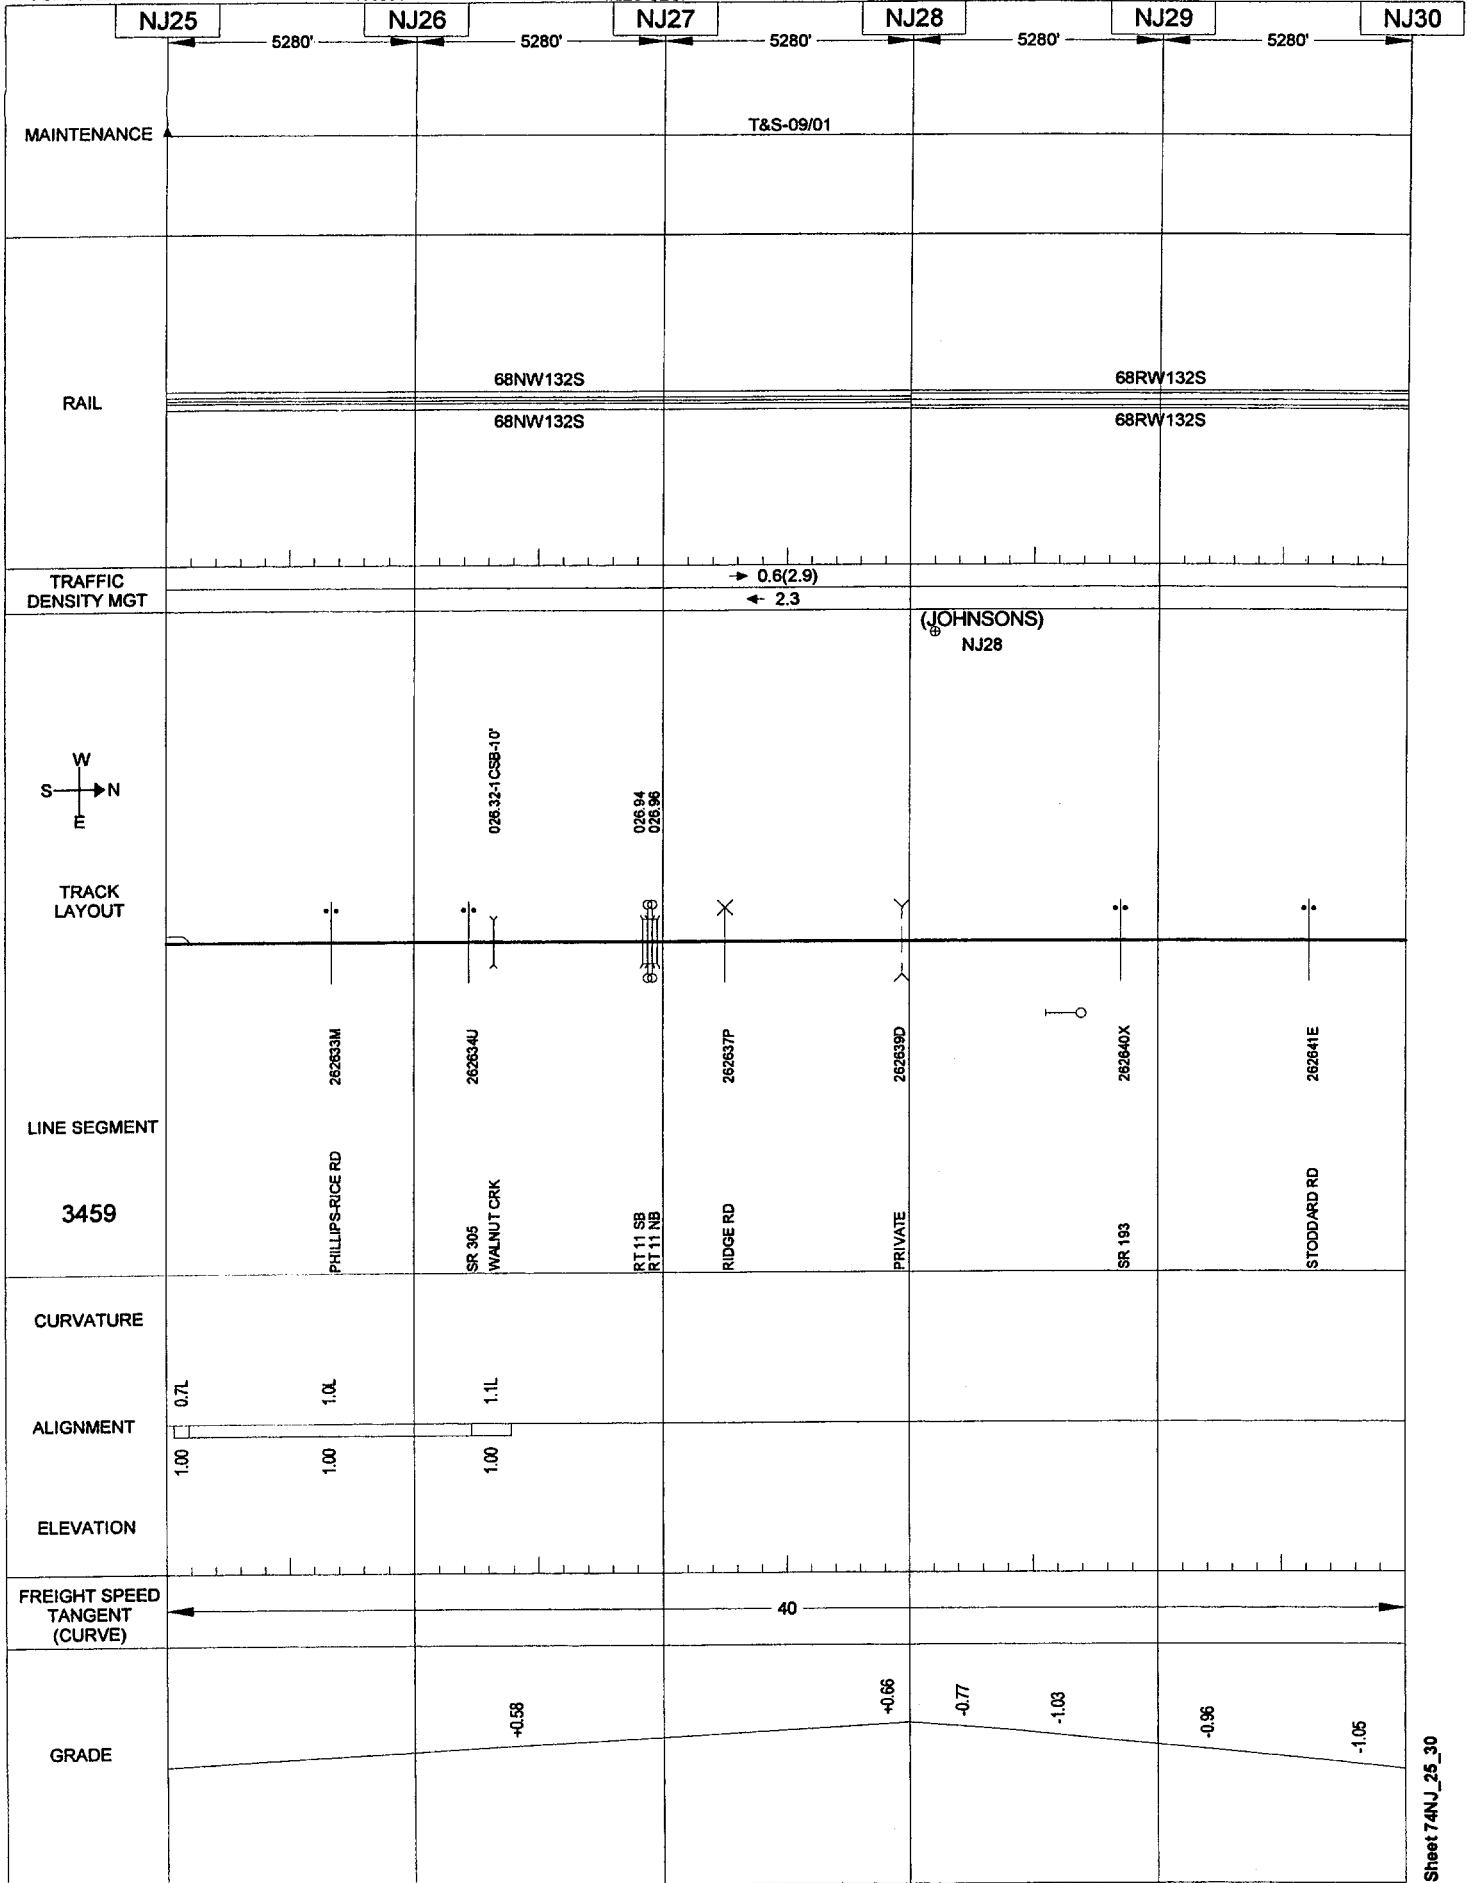 NJ25 NJ26 NJ27 NJ28 NJ29 NJ30
5280' 5280' 5280' 5280' 5280'
MAINTENANCE T&S-09/01
68NW132S 68RW132S
RAIL
68NW132S 68RW132S
TRAFFIC
DENSITY MGT
0.6(2.9)
2.3
(JOHNSONS)
NJ28
W
S N
E
026.32-1CSB-10'
026.94
026.96
TRACK
LAYOUT
262633M
262634U
262637P
262639D
262640X
262641E
LINE SEGMENT
3459
PHILLIPS-RICE RD
SR 305
WALNUT CRK
RT 11 SB
RT 11 NB
RIDGE RD
PRIVATE
SR 193
STODDARD RD
CURVATURE
0.7L 1.0L 1.1L
ALIGNMENT
1.00 1.00 1.00
ELEVATION
FREIGHT SPEED
TANGENT
(CURVE)
40
GRADE
+0.58 +0.66 -0.77 -1.03 -0.96 -1.05
Sheet 74NJ_25_30